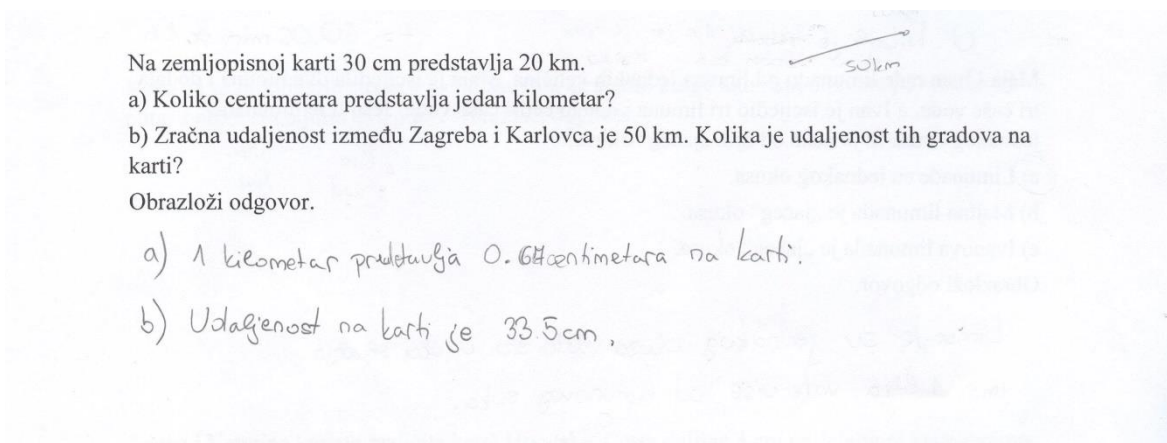 50km
Na zemljopisnoj karti 30 cm predstavlja 20 km.
a) Koliko centimetara predstavlja jedan kilometar?
b) Zračna udaljenost između Zagreba i Karlovca je 50 km. Kolika je udaljenost tih gradova na
karti?
Obrazloži odgovor.
a) 1 kilometar predstavlja 0.67 centimetara na karti.
b) Udaljenost na karti je 33.5 cm.